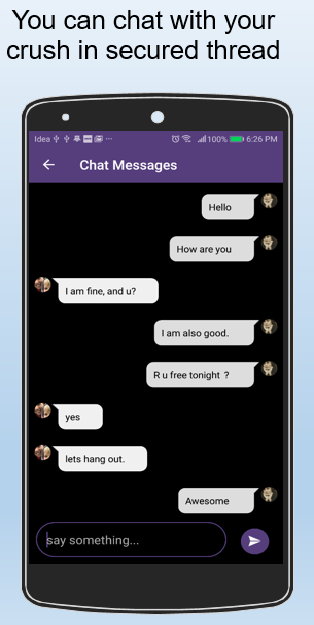 You can chat with your
crush in secured thread
Idea 100% 6:26 PM
Chat Messages
Hello
How are you
I am fine, and u?
I am also good..
R u free tonight ?
yes
lets hang out..
Awesome
say something...